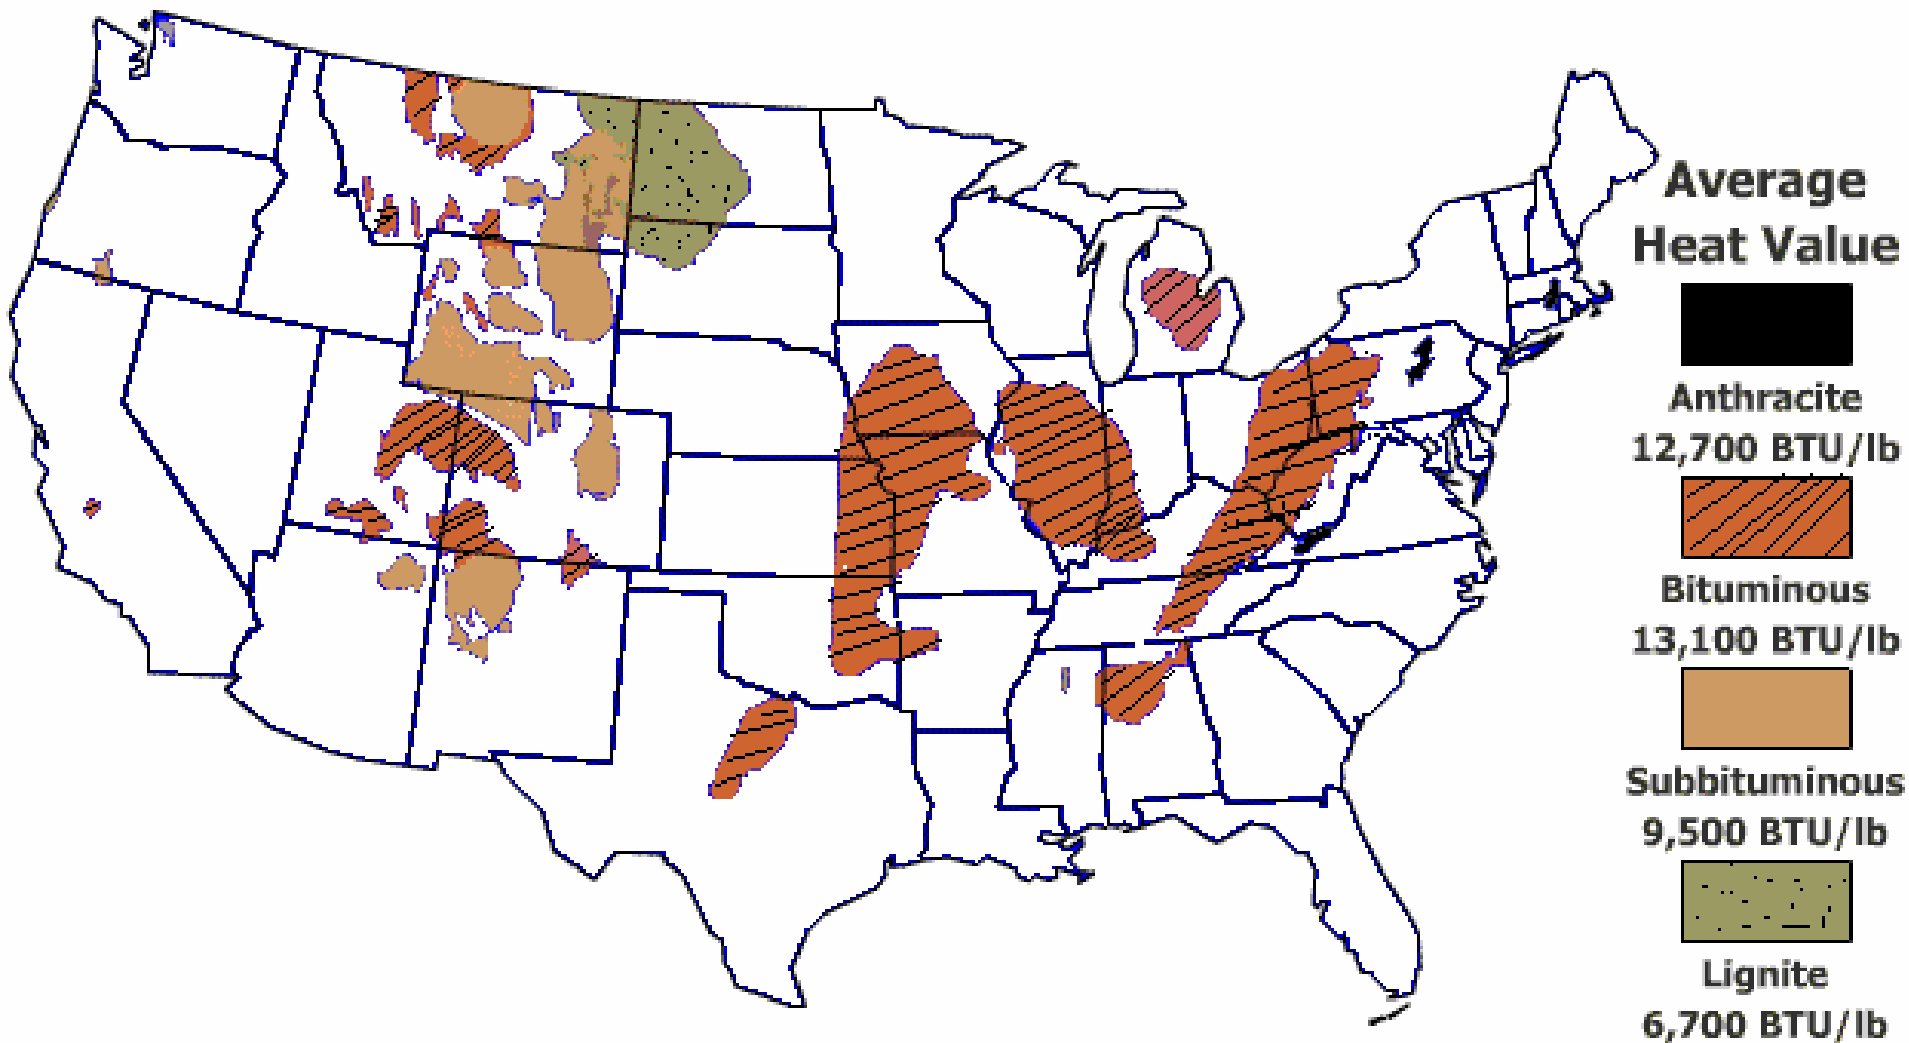 Average
Heat Value
Anthracite
12,700 BTU/lb
Bituminous
13,100 BTU/lb
Subbituminous
9,500 BTU/lb
Lignite
6,700 BTU/lb